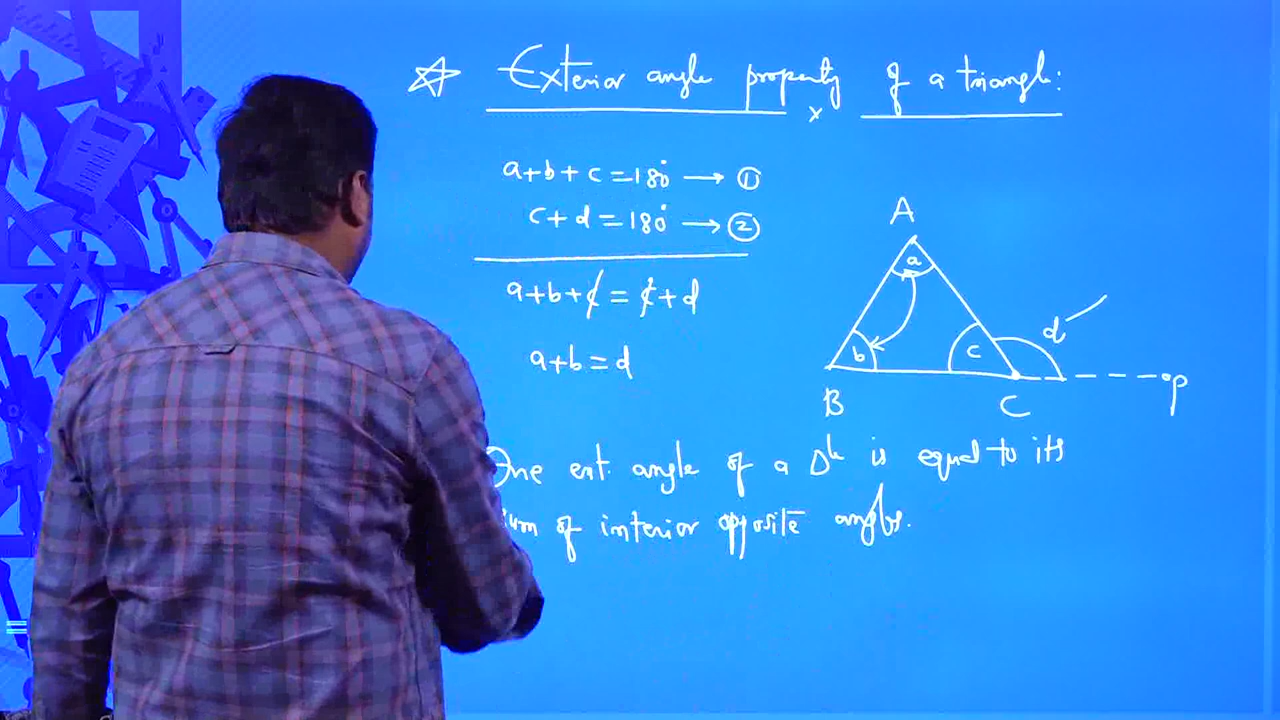 Exterior angle property of a triangle:
x
a+b+c=180° → ①
c+d=180° → ②
a+b+c=c+d
a+b=d
A
a
b
c
d
B
C
P
One ext. angle of a Δle is equal to its
sum of interior opposite angles.